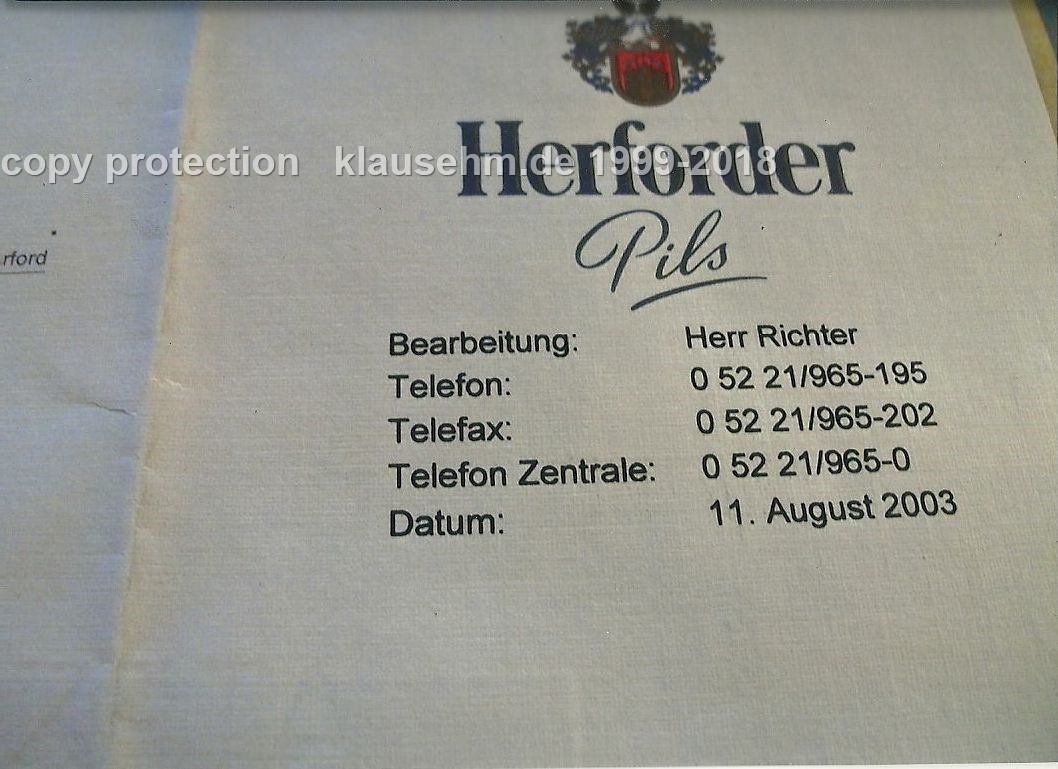 Herforder
copy protection klausehm.de 1999-2018
Pils
rford
Bearbeitung: Herr Richter
Telefon: 0 52 21/965-195
Telefax: 0 52 21/965-202
Telefon Zentrale: 0 52 21/965-0
Datum: 11. August 2003